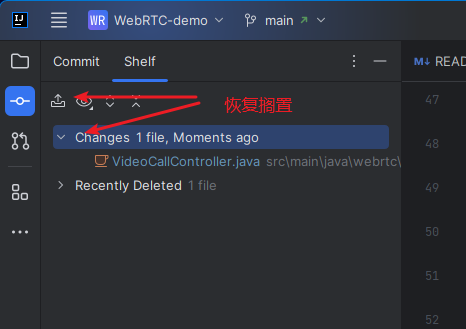 IJ
WR WebRTC-demo main
Commit Shelf
READ
恢复搁置
47
Changes 1 file, Moments ago
48
VideoCallController.java src\main\java\webrtc\
Recently Deleted 1 file
49
50
51
52